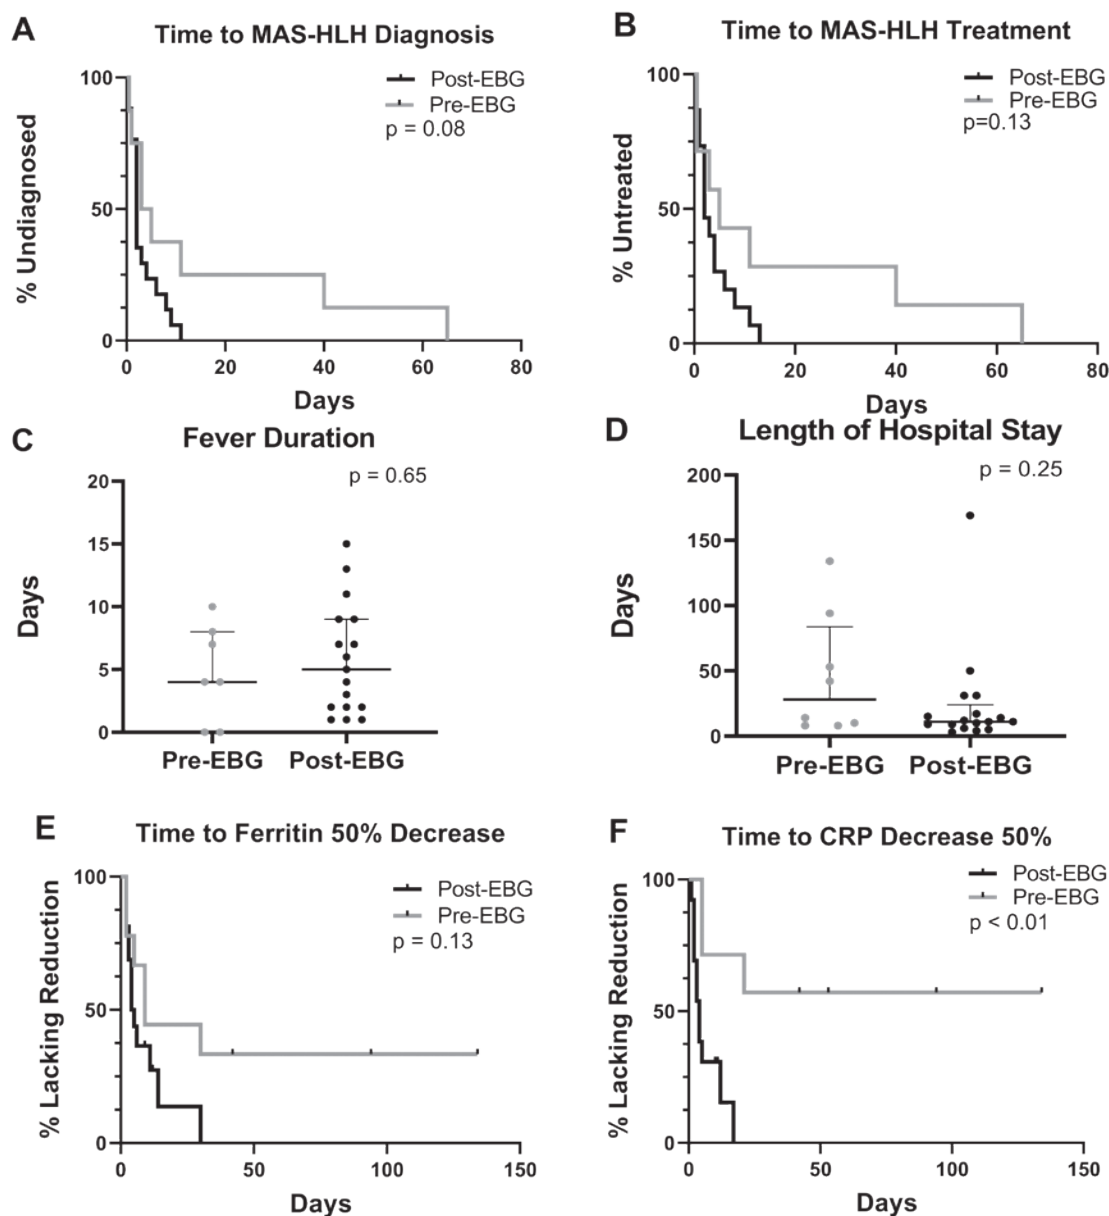 A
Time to MAS-HLH Diagnosis
Post-EBG
Pre-EBG
p = 0.08
% Undiagnosed
100
50
0
0 20 40 60 80
Days
B
Time to MAS-HLH Treatment
Post-EBG
Pre-EBG
p=0.13
% Untreated
100
50
0
0 20 40 60 80
Days
C
Fever Duration
p = 0.65
Days
20
15
10
5
0
Pre-EBG Post-EBG
D
Length of Hospital Stay
p = 0.25
Days
200
150
100
50
0
Pre-EBG Post-EBG
E
Time to Ferritin 50% Decrease
Post-EBG
Pre-EBG
p = 0.13
% Lacking Reduction
100
50
0
0 50 100 150
Days
F
Time to CRP Decrease 50%
Post-EBG
Pre-EBG
p < 0.01
% Lacking Reduction
100
50
0
0 50 100 150
Days